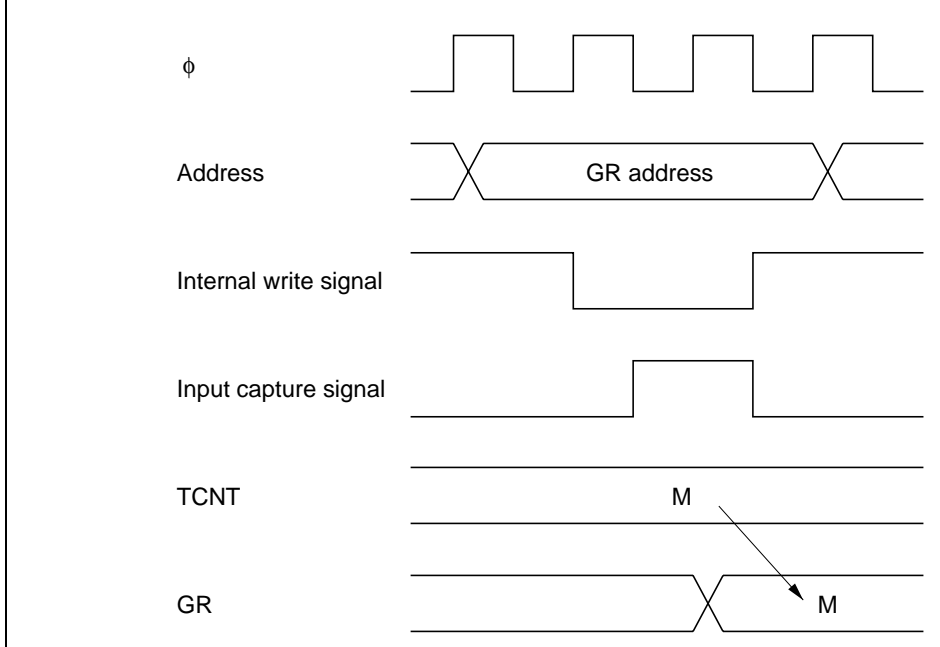 ϕ
Address
GR address
Internal write signal
Input capture signal
TCNT
M
GR
M